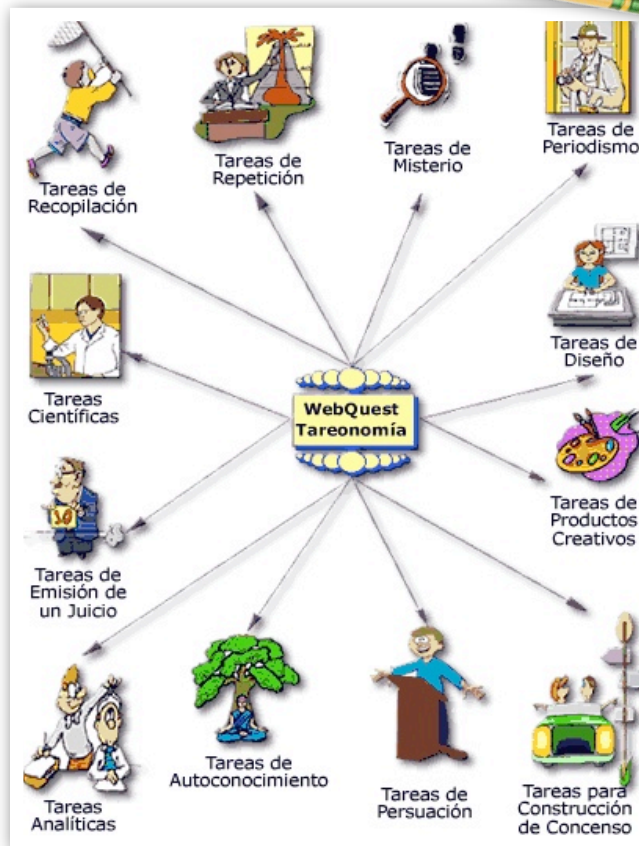 Tareas de
Recopilación
Tareas de
Repetición
Tareas de
Misterio
Tareas de
Periodismo
Tareas
Científicas
WebQuest
Tareonomía
Tareas de
Diseño
Tareas de
Productos
Creativos
Tareas de
Emisión de
un Juicio
Tareas
Analíticas
Tareas de
Autoconocimiento
Tareas de
Persuación
Tareas para
Construcción
de Concenso